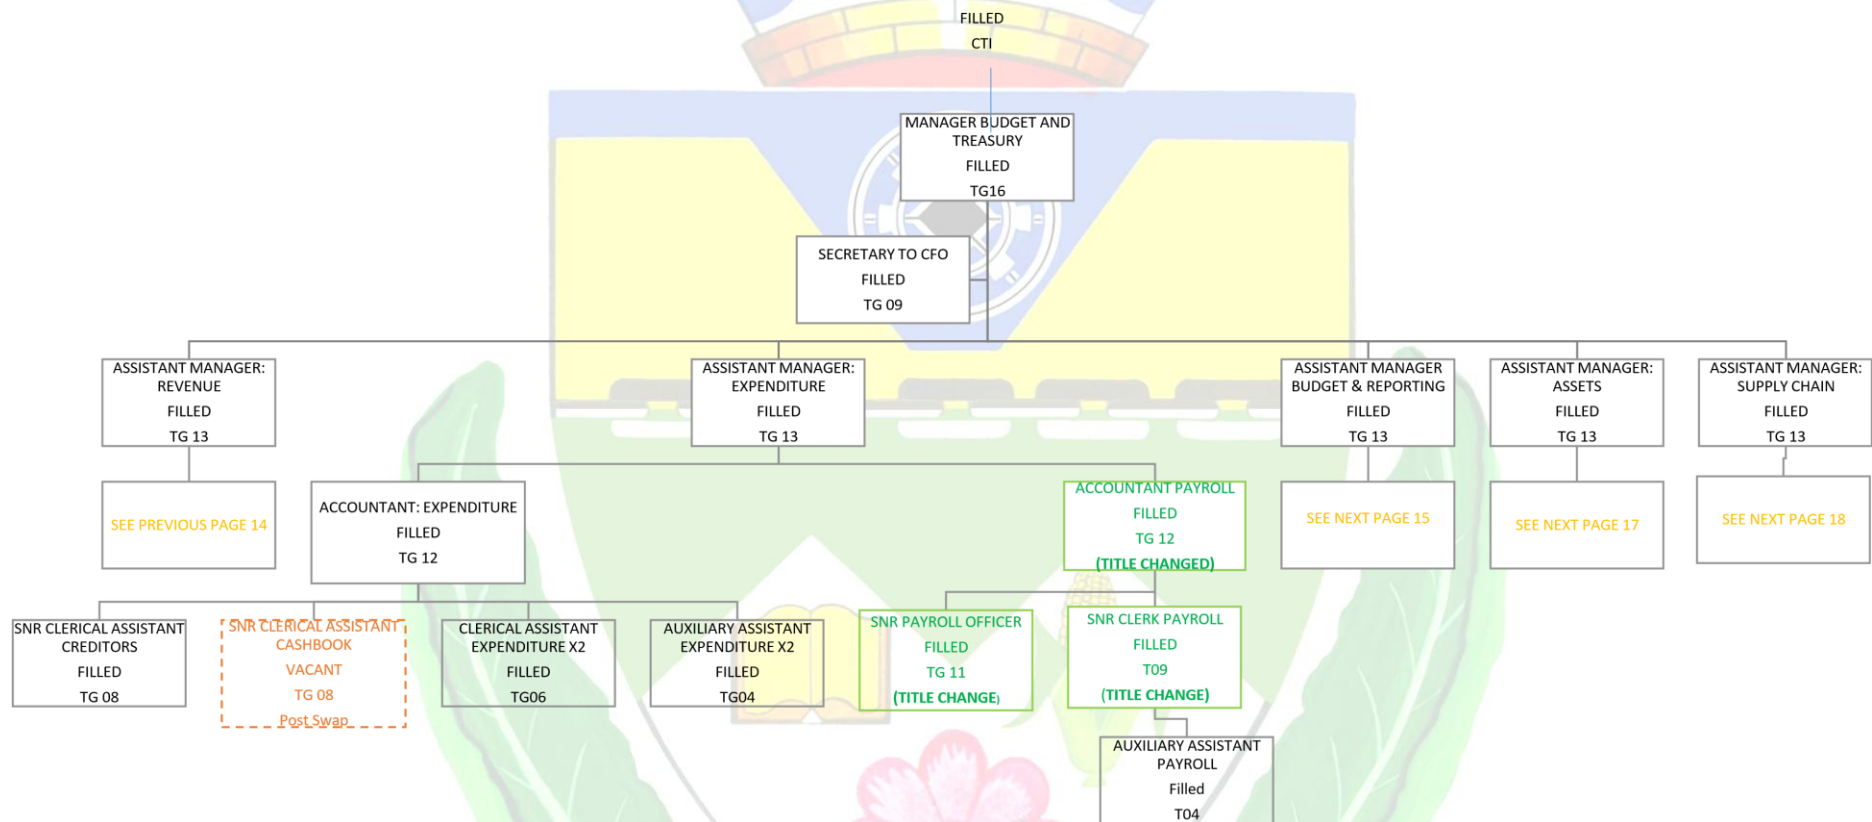 FILLED
CTI
MANAGER BUDGET AND
TREASURY
FILLED
TG16
SECRETARY TO CFO
FILLED
TG 09
ASSISTANT MANAGER:
REVENUE
FILLED
TG 13
ASSISTANT MANAGER:
EXPENDITURE
FILLED
TG 13
ASSISTANT MANAGER
BUDGET & REPORTING
FILLED
TG 13
ASSISTANT MANAGER:
ASSETS
FILLED
TG 13
ASSISTANT MANAGER:
SUPPLY CHAIN
FILLED
TG 13
SEE PREVIOUS PAGE 14
ACCOUNTANT: EXPENDITURE
FILLED
TG 12
ACCOUNTANT PAYROLL
FILLED
TG 12
(TITLE CHANGED)
SEE NEXT PAGE 15
SEE NEXT PAGE 17
SEE NEXT PAGE 18
SNR CLERICAL ASSISTANT
CREDITORS
FILLED
TG 08
SNR CLERICAL ASSISTANT
CASHBOOK
VACANT
TG 08
Post Swap
CLERICAL ASSISTANT
EXPENDITURE X2
FILLED
TG06
AUXILIARY ASSISTANT
EXPENDITURE X2
FILLED
TG04
SNR PAYROLL OFFICER
FILLED
TG 11
(TITLE CHANGE)
SNR CLERK PAYROLL
FILLED
T09
(TITLE CHANGE)
AUXILIARY ASSISTANT
PAYROLL
Filled
T04